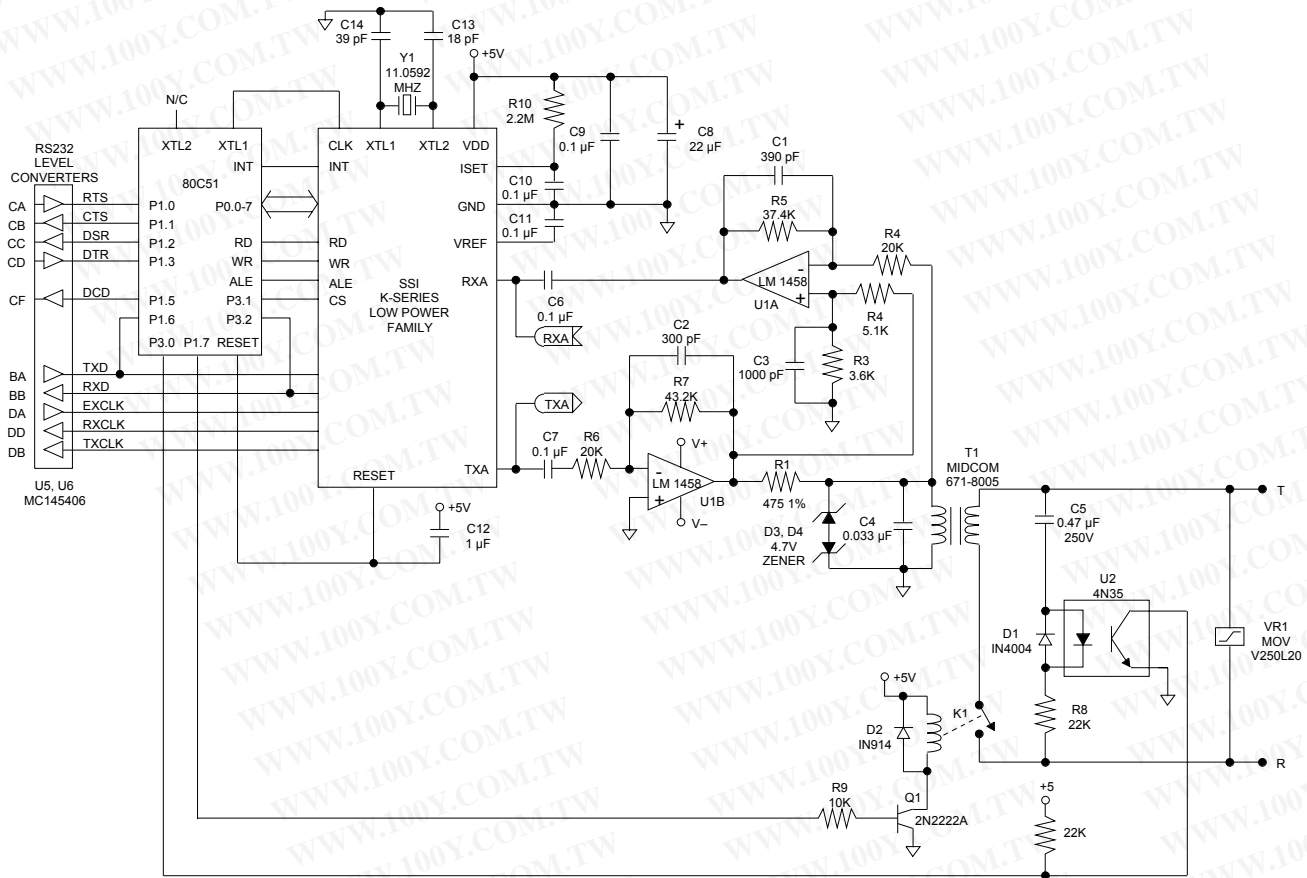 C14
39 pF
C13
18 pF
Y1
11.0592
MHZ
+5V
N/C
R10
2.2M
C9
0.1 µF
+
C8
22 µF
C1
390 pF
RS232
LEVEL
CONVERTERS
XTL2
XTL1
CLK
XTL1
XTL2
VDD
INT
INT
ISET
80C51
R5
37.4K
CA
RTS
P1.0
P0.0-7
C10
0.1 µF
GND
CB
CTS
P1.1
C11
0.1 µF
CC
DSR
P1.2
RD
RD
VREF
R4
20K
CD
DTR
P1.3
WR
WR
ALE
ALE
SSI
K-SERIES
LOW POWER
FAMILY
RXA
-
LM 1458
+
U1A
CF
DCD
P1.5
P3.1
CS
C6
0.1 µF
R4
5.1K
P1.6
P3.2
RXA
C2
300 pF
P3.0
P1.7
RESET
C3
1000 pF
R3
3.6K
BA
TXD
R7
43.2K
BB
RXD
TXA
DA
EXCLK
DD
RXCLK
DB
TXCLK
C7
0.1 µF
R6
20K
V+
T1
MIDCOM
671-8005
RESET
TXA
-
LM 1458
+
U1B
V–
R1
475 1%
U5, U6
MC145406
T
+5V
C12
1 µF
D3, D4
4.7V
ZENER
C4
0.033 µF
C5
0.47 µF
250V
U2
4N35
D1
IN4004
VR1
MOV
V250L20
+5V
D2
IN914
K1
R8
22K
R
R9
10K
Q1
2N2222A
+5
22K
WWW.100Y.COM.TW